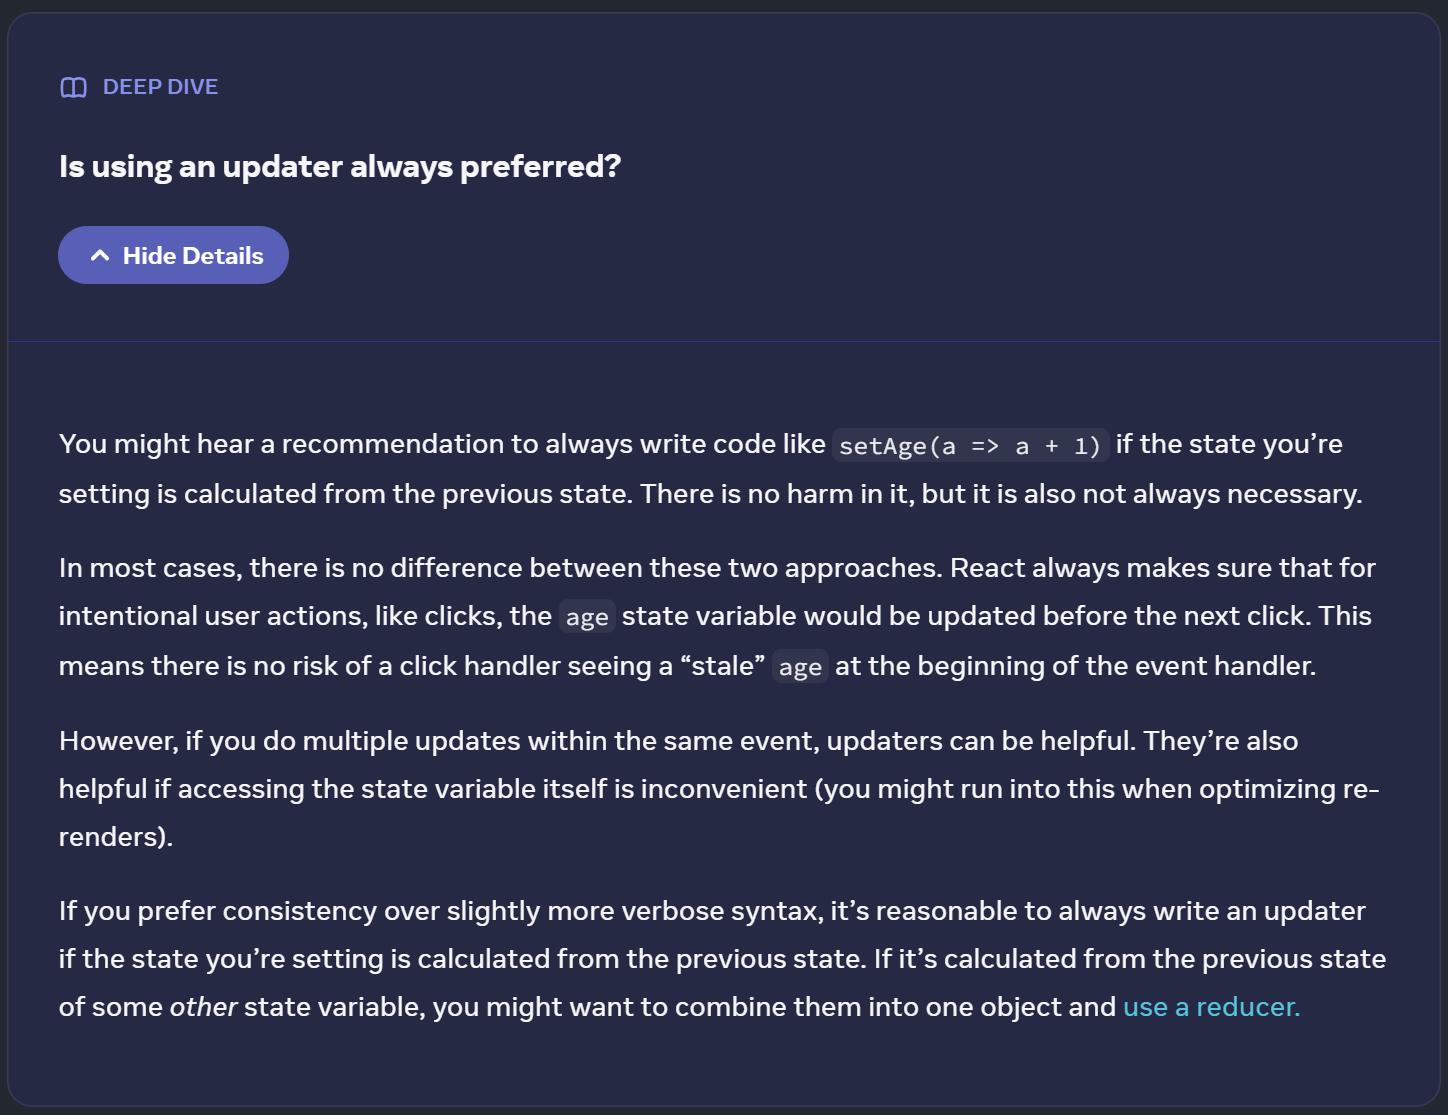 DEEP DIVE
Is using an updater always preferred?
Hide Details
You might hear a recommendation to always write code like setAge(a => a + 1) if the state you’re
setting is calculated from the previous state. There is no harm in it, but it is also not always necessary.
In most cases, there is no difference between these two approaches. React always makes sure that for
intentional user actions, like clicks, the age state variable would be updated before the next click. This
means there is no risk of a click handler seeing a “stale” age at the beginning of the event handler.
However, if you do multiple updates within the same event, updaters can be helpful. They’re also
helpful if accessing the state variable itself is inconvenient (you might run into this when optimizing re-
renders).
If you prefer consistency over slightly more verbose syntax, it’s reasonable to always write an updater
if the state you’re setting is calculated from the previous state. If it’s calculated from the previous state
of some other state variable, you might want to combine them into one object and use a reducer.